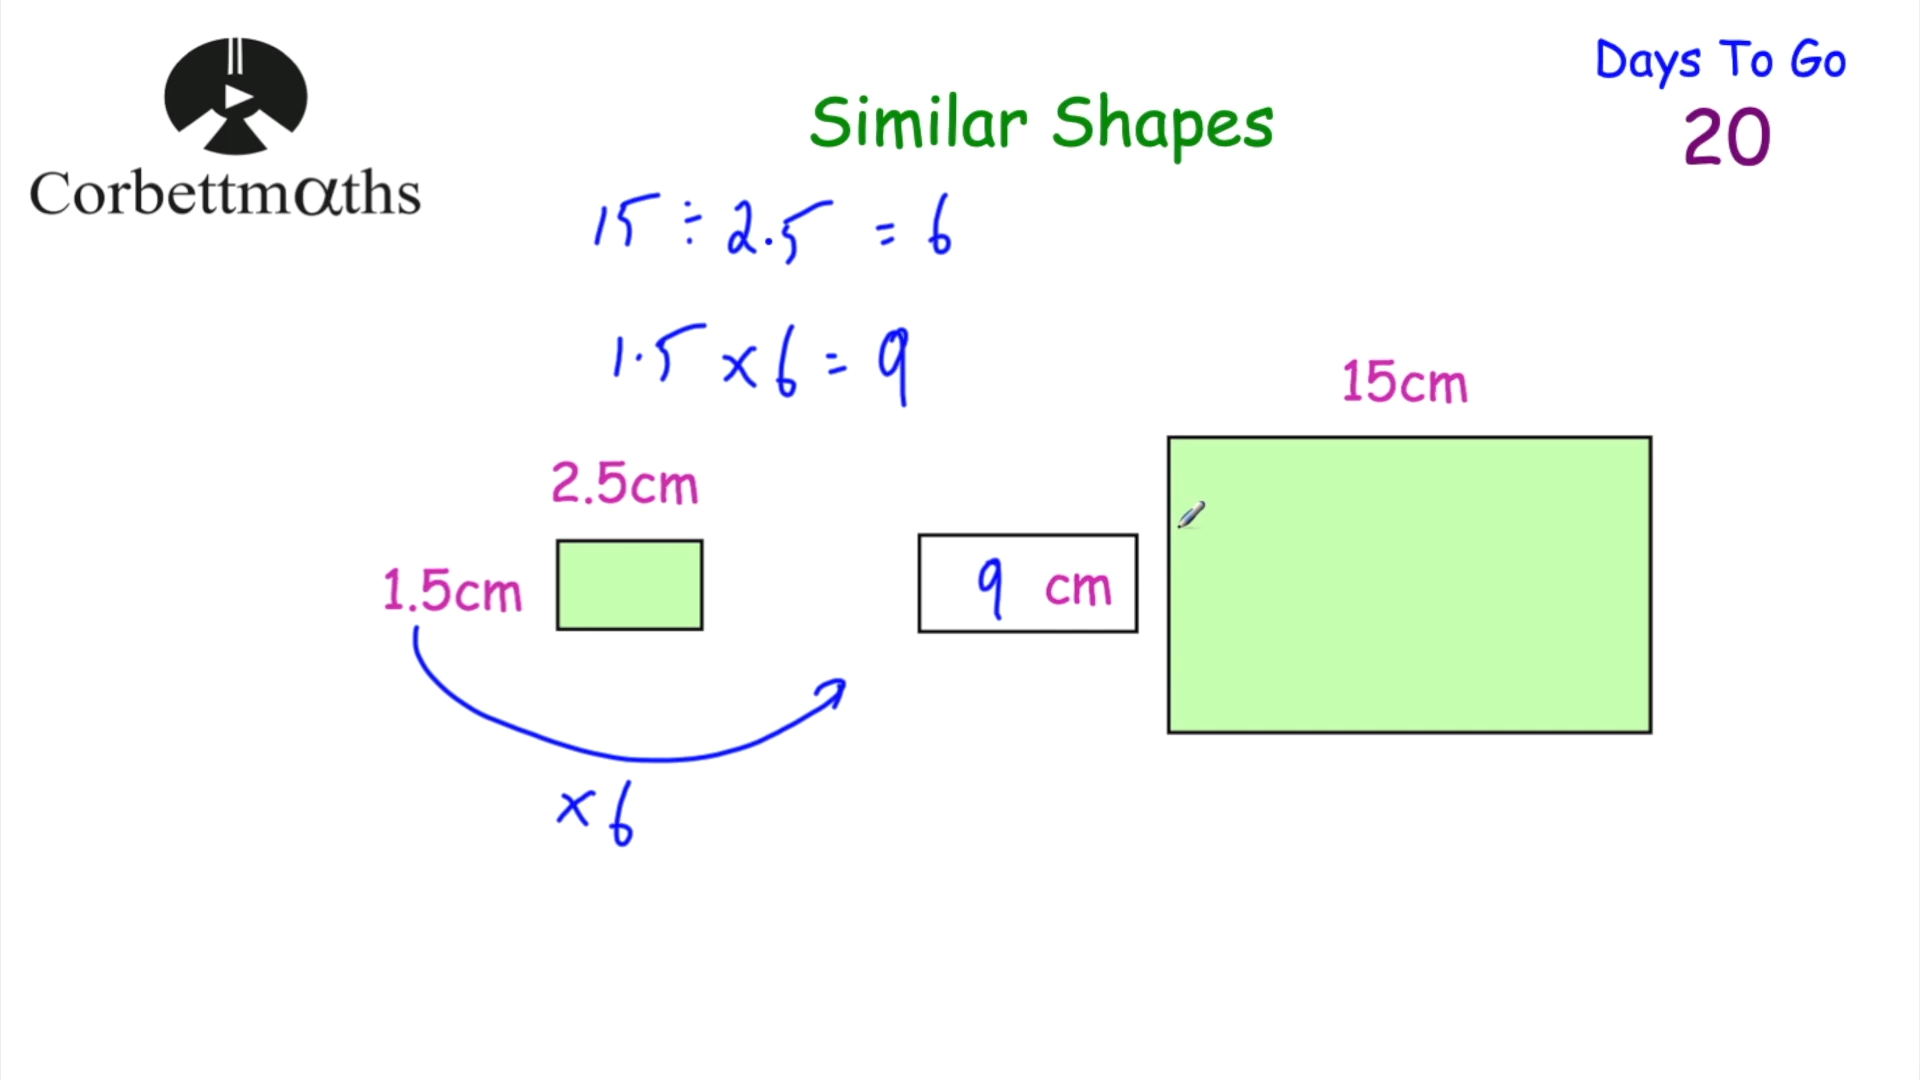 Corbettmαths
Days To Go
20
Similar Shapes
15 ÷ 2.5 = 6
1.5 x 6 = 9
15cm
2.5cm
1.5cm
9 cm
x 6